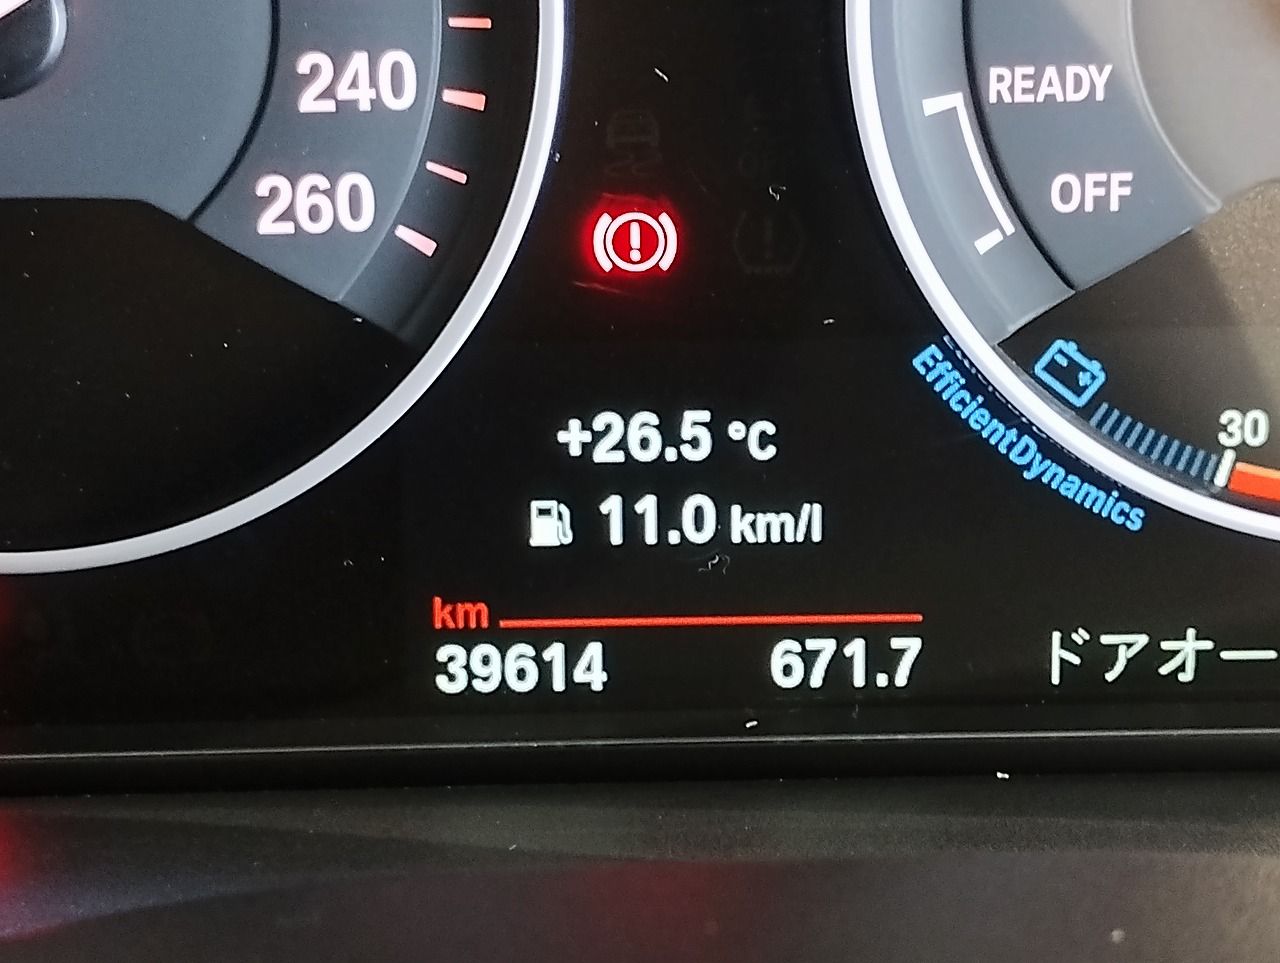 240
260
READY
OFF
+26.5 °C
11.0 km/l
EfficientDynamics
30
km
39614 671.7
ドアオー